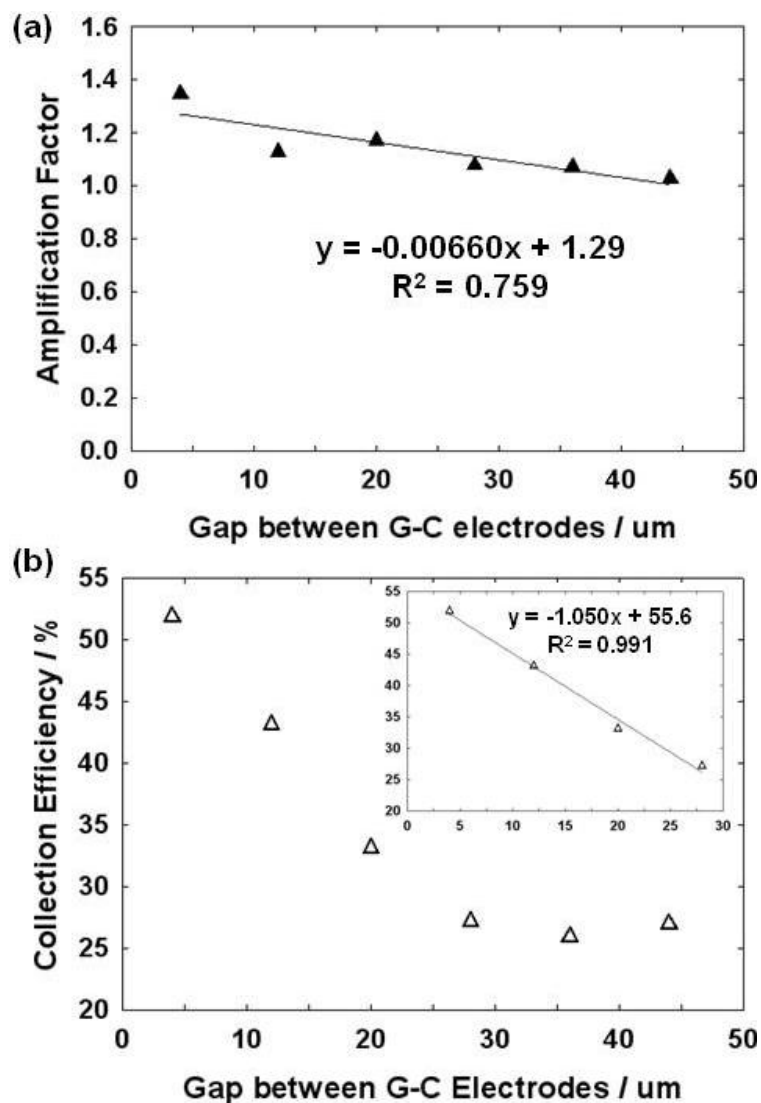 (a)
1.6
1.4
1.2
1.0
0.8
0.6
0.4
0.2
0.0
Amplification Factor
y = -0.00660x + 1.29
R² = 0.759
0 10 20 30 40 50
Gap between G-C electrodes / um
(b)
55
50
45
40
35
30
25
20
Collection Efficiency / %
55
50
45
40
35
30
25
20
y = -1.050x + 55.6
R² = 0.991
0 5 10 15 20 25 30
0 10 20 30 40 50
Gap between G-C Electrodes / um